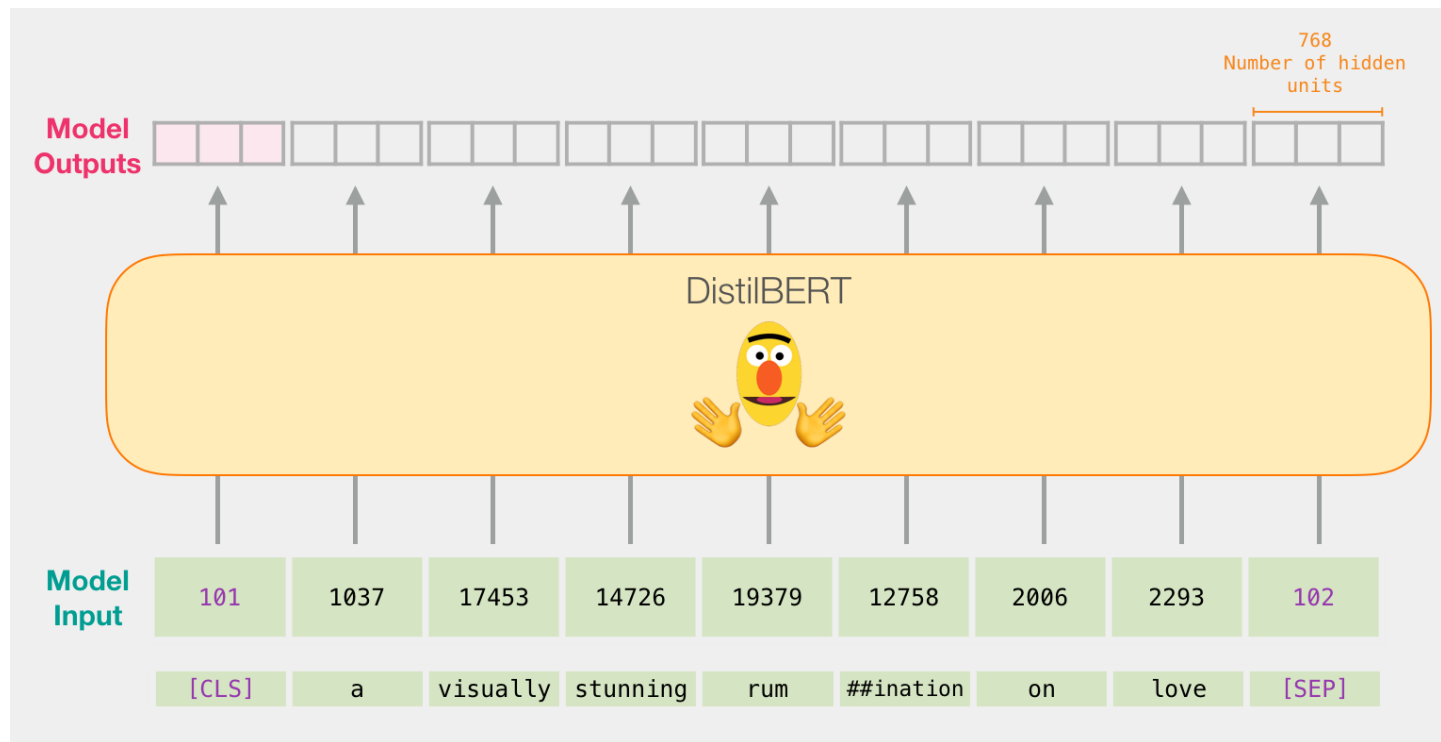 768
Number of hidden
units
Model
Outputs
DistilBERT
Model
Input
101 1037 17453 14726 19379 12758 2006 2293 102
[CLS] a visually stunning rum ##ination on love [SEP]